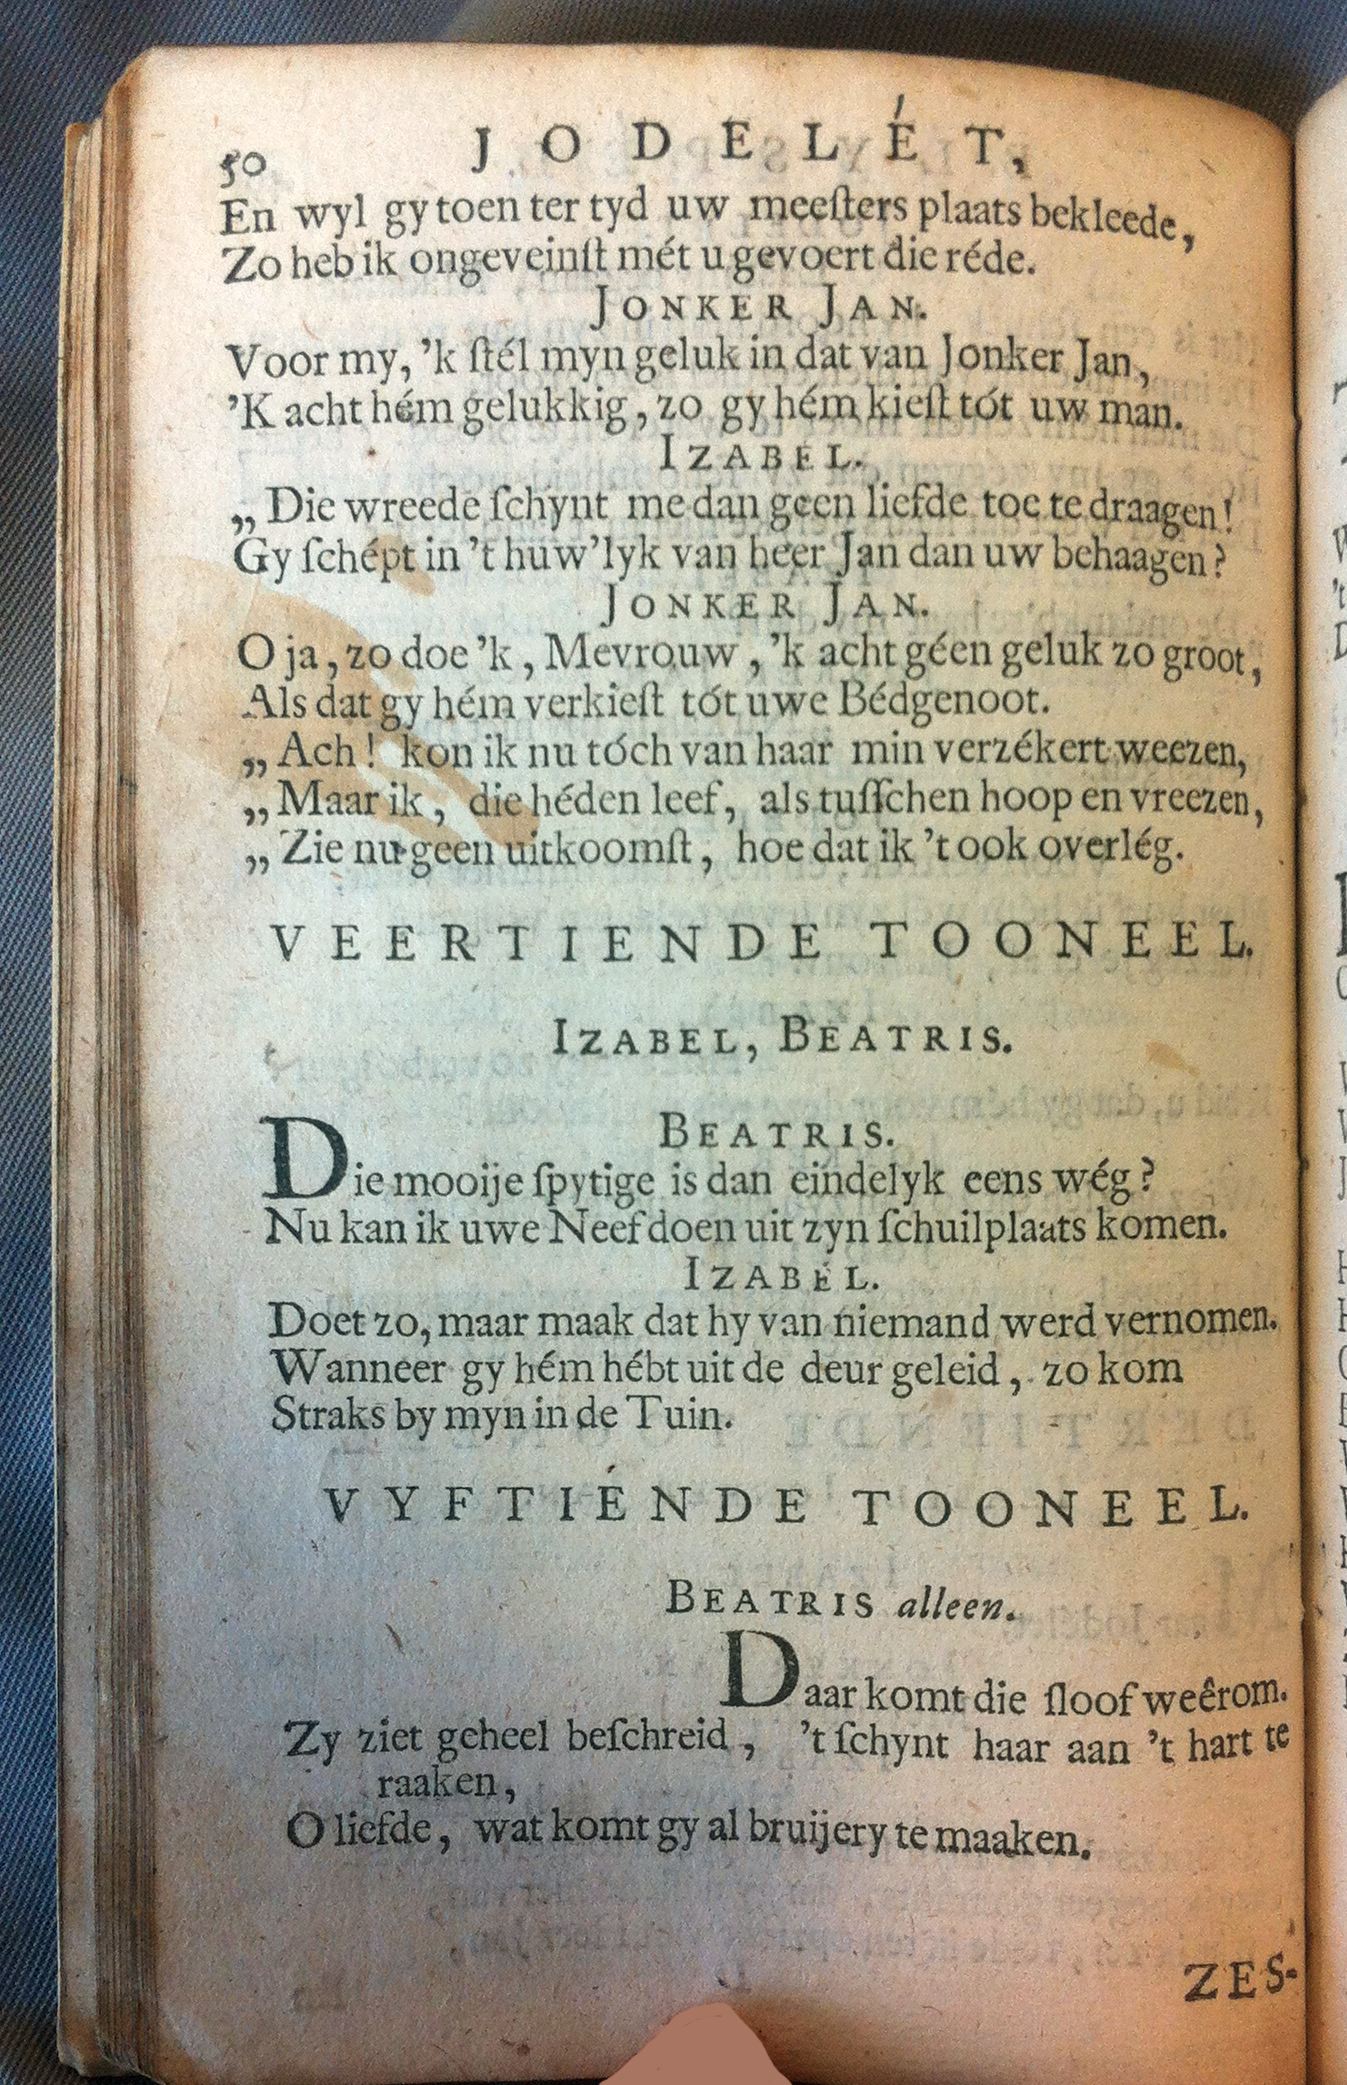 50 JODELÉT,
En wyl gy toen ter tyd uw meeſters plaats bekleede,
Zo heb ik ongeveinſt mét u gevoert die réde.
JONKER JAN.
Voor my, 'k ſtél myn geluk in dat van Jonker Jan,
'K acht hém gelukkig, zo gy hém kieſt tót uw man.
IZABEL.
„ Die wreede ſchynt me dan geen liefde toe te draagen!
Gy ſchépt in 't huw'lyk van heer Jan dan uw behaagen?
JONKER JAN.
O ja, zo doe 'k, Mevrouw, 'k acht géen geluk zo groot,
Als dat gy hém verkieſt tót uwe Bédgenoot.
„ Ach! kon ik nu tóch van haar min verzékert weezen,
„ Maar ik, die héden leef, als tuſſchen hoop en vreezen,
„ Zie nu geen uitkoomſt, hoe dat ik 't ook overlég.
VEERTIENDE TOONEEL.
IZABEL, BEATRIS.
BEATRIS.
Die mooije ſpytige is dan eindelyk eens wég?
Nu kan ik uwe Neef doen uit zyn ſchuilplaats komen.
IZABÉL.
Doet zo, maar maak dat hy van niemand werd vernomen.
Wanneer gy hém hébt uit de deur geleid, zo kom
Straks by myn in de Tuin.
VYFTIÉNDE TOONEEL.
BEATRIS alleen.
Daar komt die ſloof weêrom.
Zy ziet geheel beſchreid, 't ſchynt haar aan 't hart te
raaken,
O liefde, wat komt gy al bruijery te maaken.
ZES-